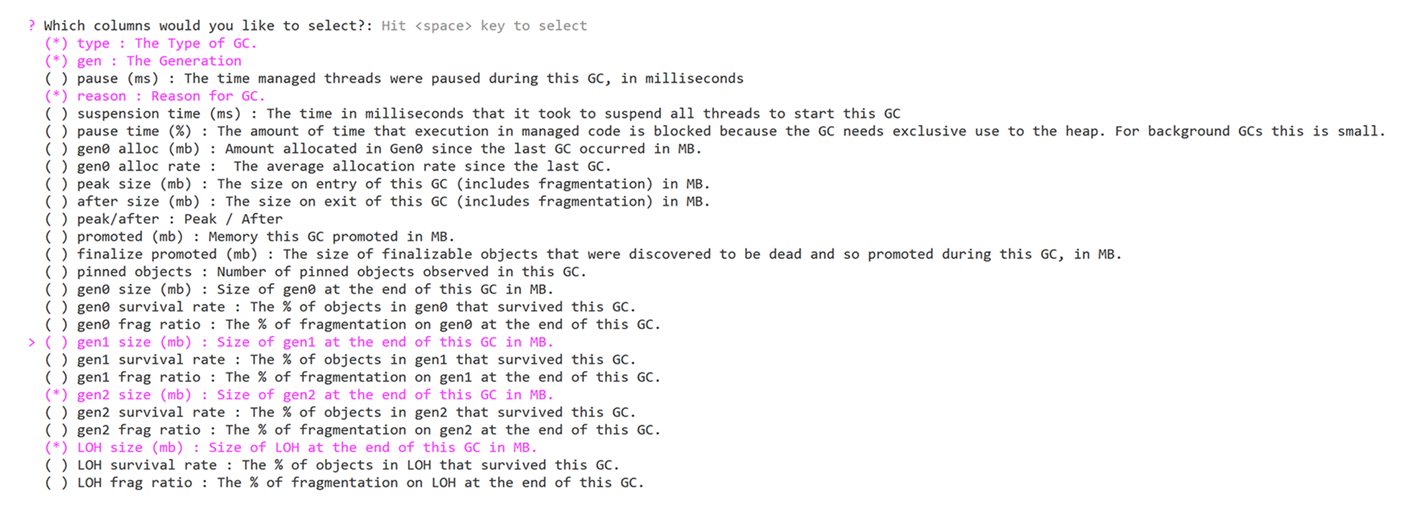 ? Which columns would you like to select?: Hit <space> key to select
(*) type : The Type of GC.
(*) gen : The Generation
( ) pause (ms) : The time managed threads were paused during this GC, in milliseconds
(*) reason : Reason for GC.
( ) suspension time (ms) : The time in milliseconds that it took to suspend all threads to start this GC
( ) pause time (%) : The amount of time that execution in managed code is blocked because the GC needs exclusive use to the heap. For background GCs this is small.
( ) gen0 alloc (mb) : Amount allocated in Gen0 since the last GC occurred in MB.
( ) gen0 alloc rate :  The average allocation rate since the last GC.
( ) peak size (mb) : The size on entry of this GC (includes fragmentation) in MB.
( ) after size (mb) : The size on exit of this GC (includes fragmentation) in MB.
( ) peak/after : Peak / After
( ) promoted (mb) : Memory this GC promoted in MB.
( ) finalize promoted (mb) : The size of finalizable objects that were discovered to be dead and so promoted during this GC, in MB.
( ) pinned objects : Number of pinned objects observed in this GC.
( ) gen0 size (mb) : Size of gen0 at the end of this GC in MB.
( ) gen0 survival rate : The % of objects in gen0 that survived this GC.
( ) gen0 frag ratio : The % of fragmentation on gen0 at the end of this GC.
> ( ) gen1 size (mb) : Size of gen1 at the end of this GC in MB.
( ) gen1 survival rate : The % of objects in gen1 that survived this GC.
( ) gen1 frag ratio : The % of fragmentation on gen1 at the end of this GC.
(*) gen2 size (mb) : Size of gen2 at the end of this GC in MB.
( ) gen2 survival rate : The % of objects in gen2 that survived this GC.
( ) gen2 frag ratio : The % of fragmentation on gen2 at the end of this GC.
(*) LOH size (mb) : Size of LOH at the end of this GC in MB.
( ) LOH survival rate : The % of objects in LOH that survived this GC.
( ) LOH frag ratio : The % of fragmentation on LOH at the end of this GC.